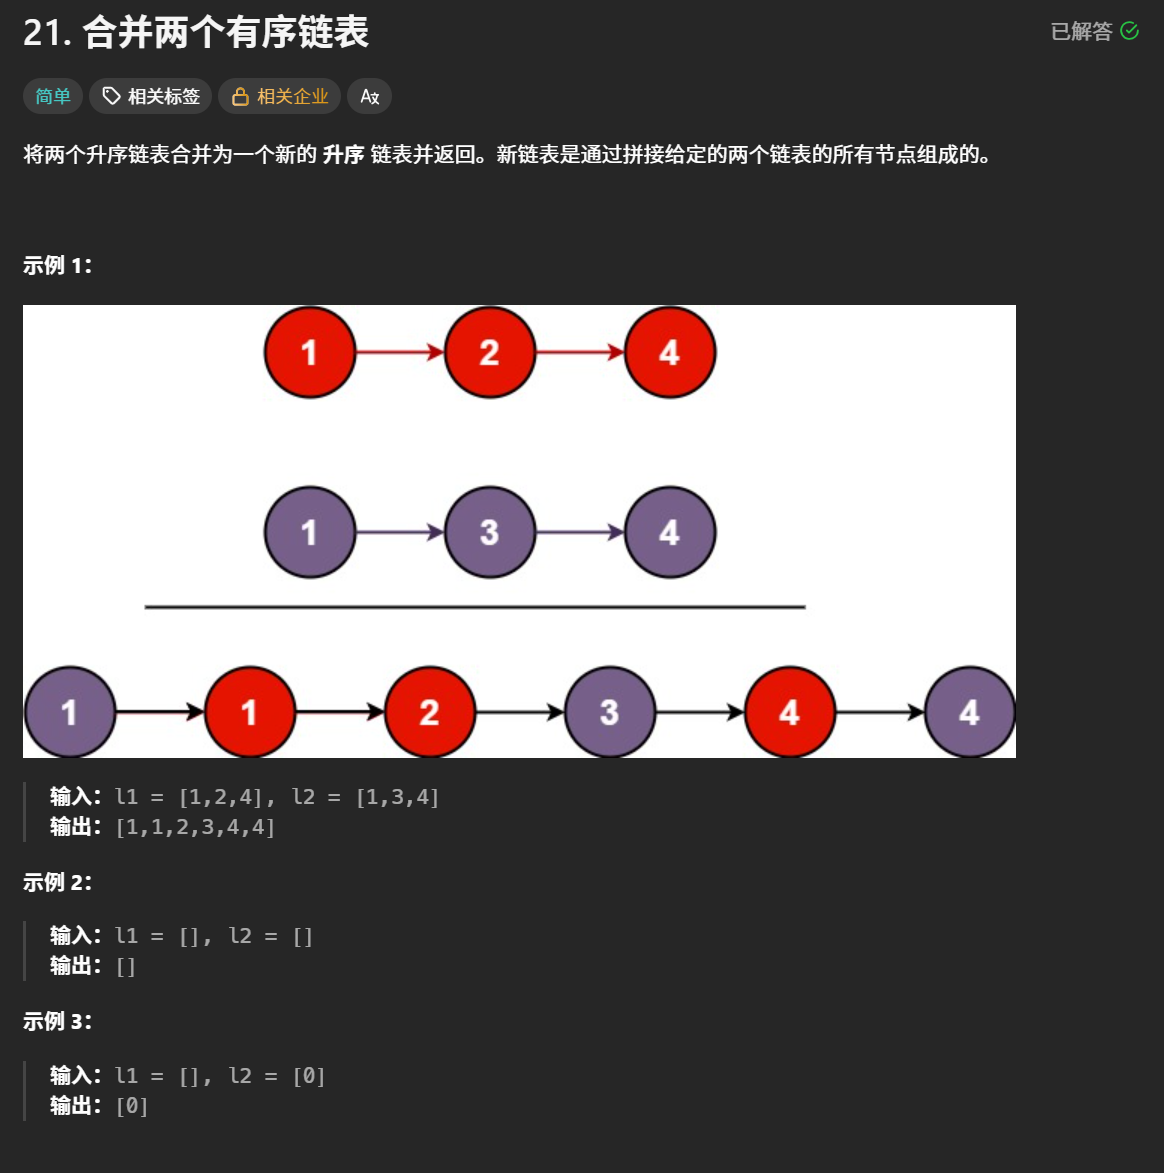 21. 合并两个有序链表
已解答
简单 相关标签 相关企业
将两个升序链表合并为一个新的 升序 链表并返回。新链表是通过拼接给定的两个链表的所有节点组成的。
示例 1：
1 2 4
1 3 4
1 1 2 3 4 4
输入：l1 = [1,2,4], l2 = [1,3,4]
输出：[1,1,2,3,4,4]
示例 2：
输入：l1 = [], l2 = []
输出：[]
示例 3：
输入：l1 = [], l2 = [0]
输出：[0]